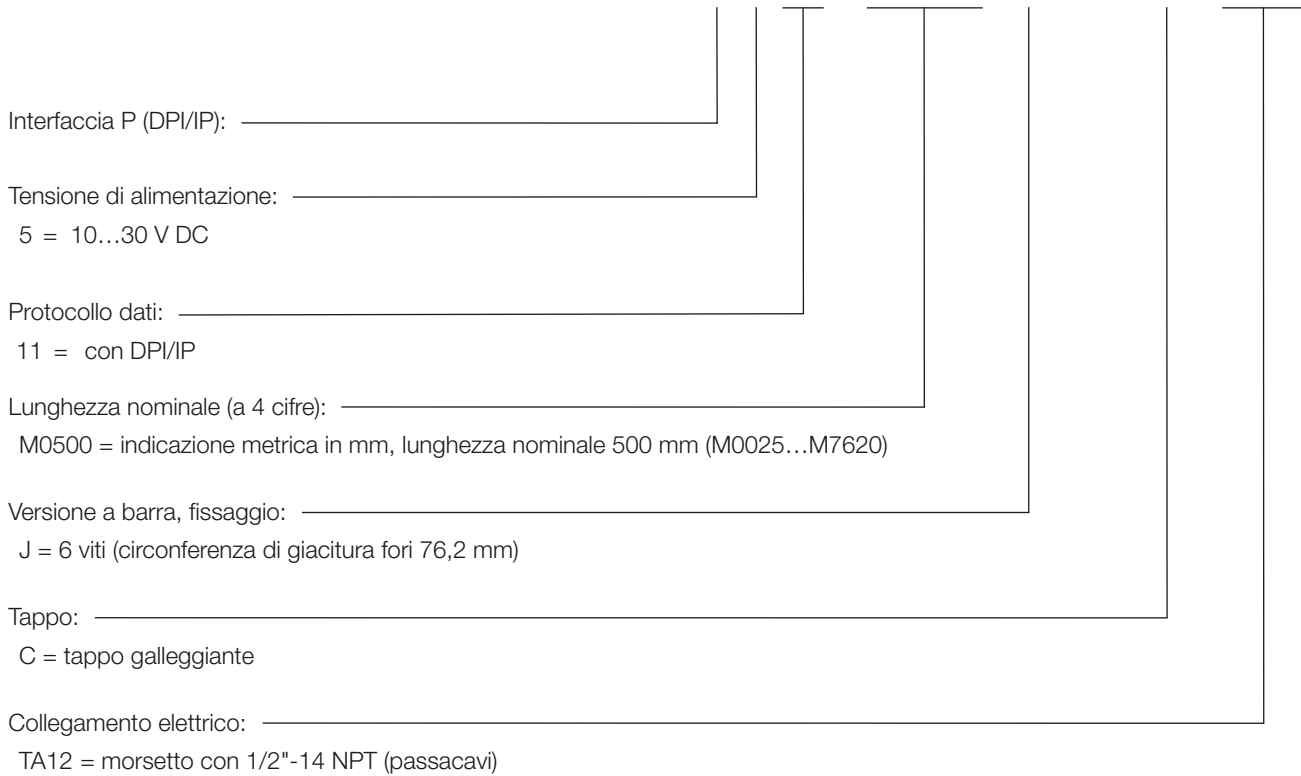 Interfaccia P (DPI/IP):
Tensione di alimentazione:
5 = 10…30 V DC
Protocollo dati:
11 = con DPI/IP
Lunghezza nominale (a 4 cifre):
M0500 = indicazione metrica in mm, lunghezza nominale 500 mm (M0025…M7620)
Versione a barra, fissaggio:
J = 6 viti (circonferenza di giacitura fori 76,2 mm)
Tappo:
C = tappo galleggiante
Collegamento elettrico:
TA12 = morsetto con 1/2"-14 NPT (passacavi)